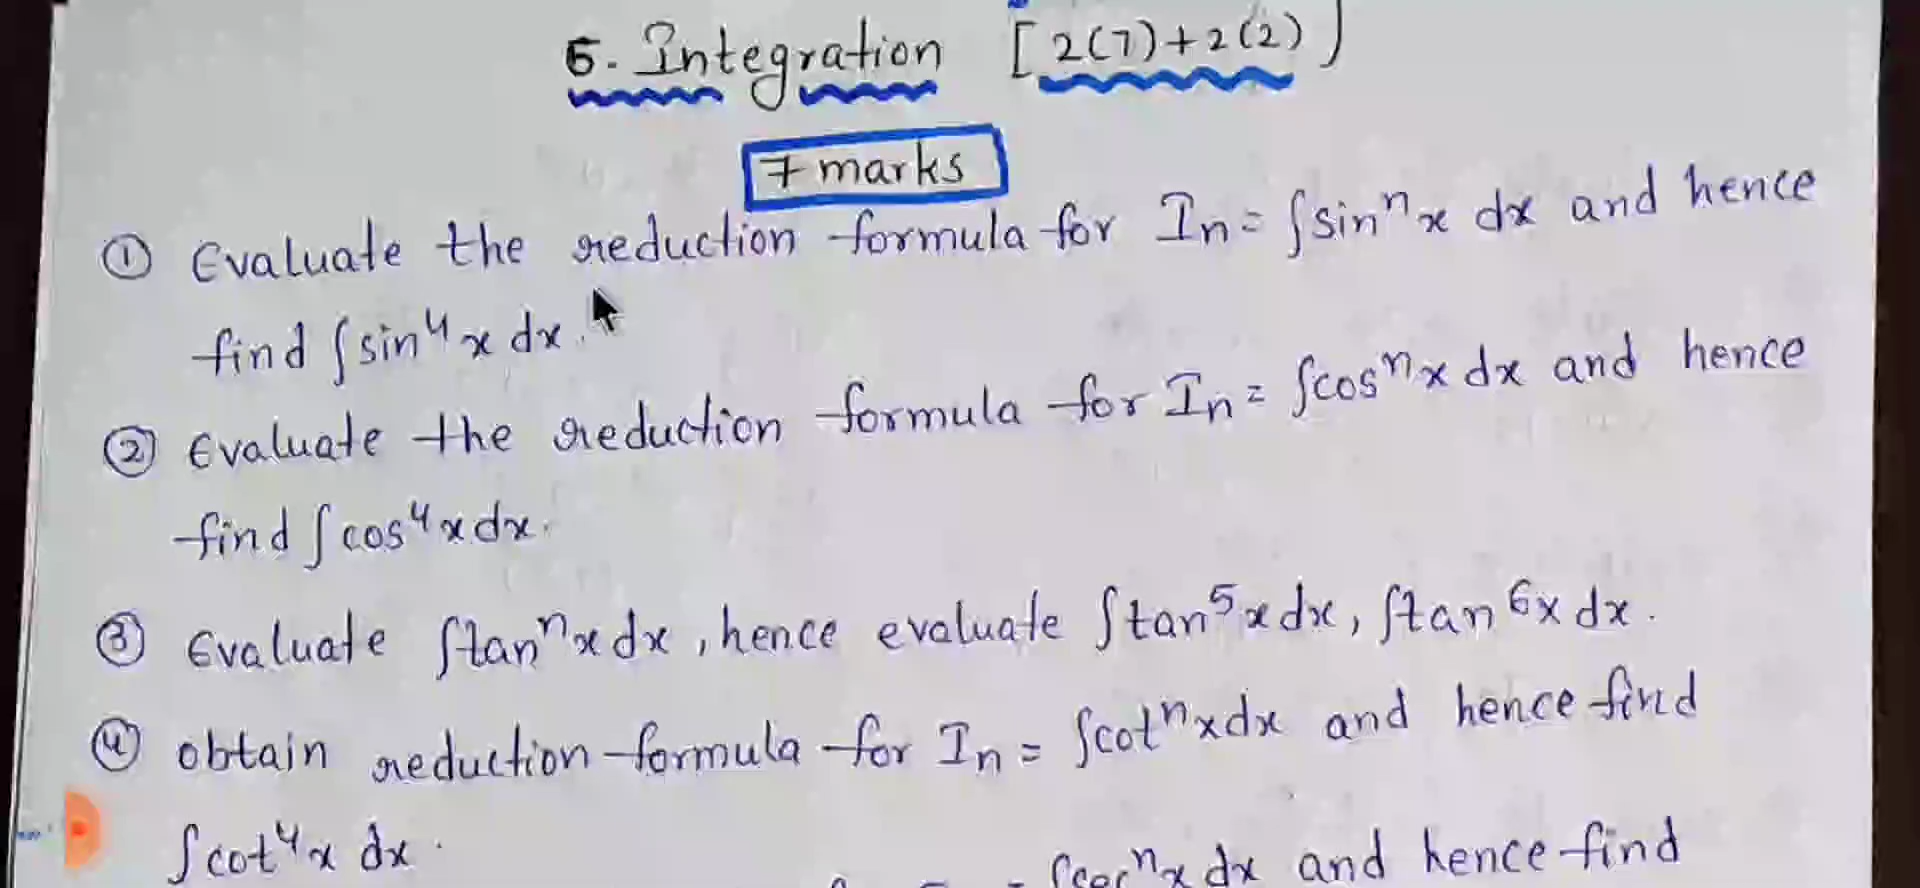 5. Integration [2(7)+2(2)]
7 marks
① Evaluate the reduction formula for In = ∫sinⁿx dx and hence
find ∫sin⁴x dx.
② Evaluate the reduction formula for In = ∫cosⁿx dx and hence
find ∫cos⁴x dx.
③ Evaluate ∫tanⁿx dx, hence evaluate ∫tan⁵x dx, ∫tan⁶x dx.
④ obtain reduction formula for In = ∫cotⁿx dx and hence find
∫cot⁴x dx.
dx and hence find